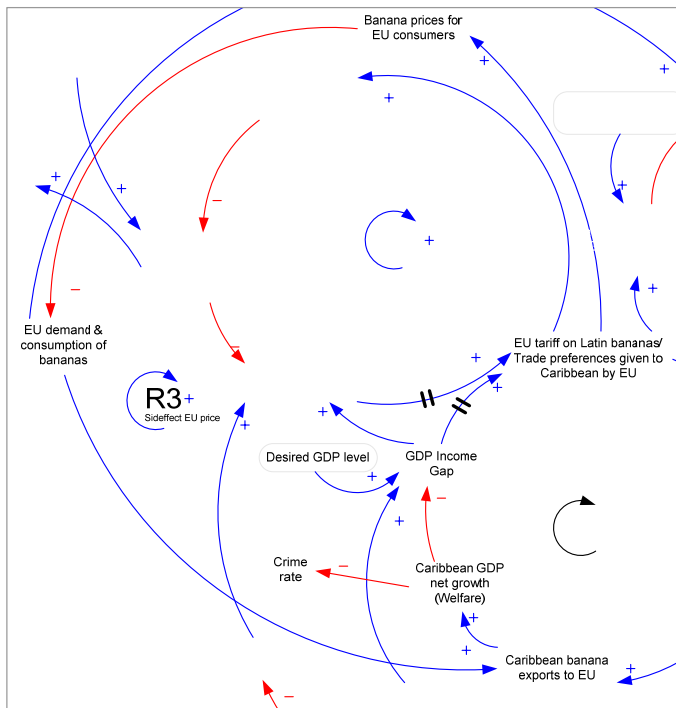 Banana prices for
EU consumers
+
+
+
+
+
+
−
+
+
−
EU demand &
consumption of
bananas
EU tariff on Latin bananas/
Trade preferences given to
Caribbean by EU
−
+
R3
+
Sideffect EU price
+
+
+
Desired GDP level
GDP Income
Gap
+
−
+
Crime
rate
−
Caribbean GDP
net growth
(Welfare)
+
+
Caribbean banana
exports to EU
+
−